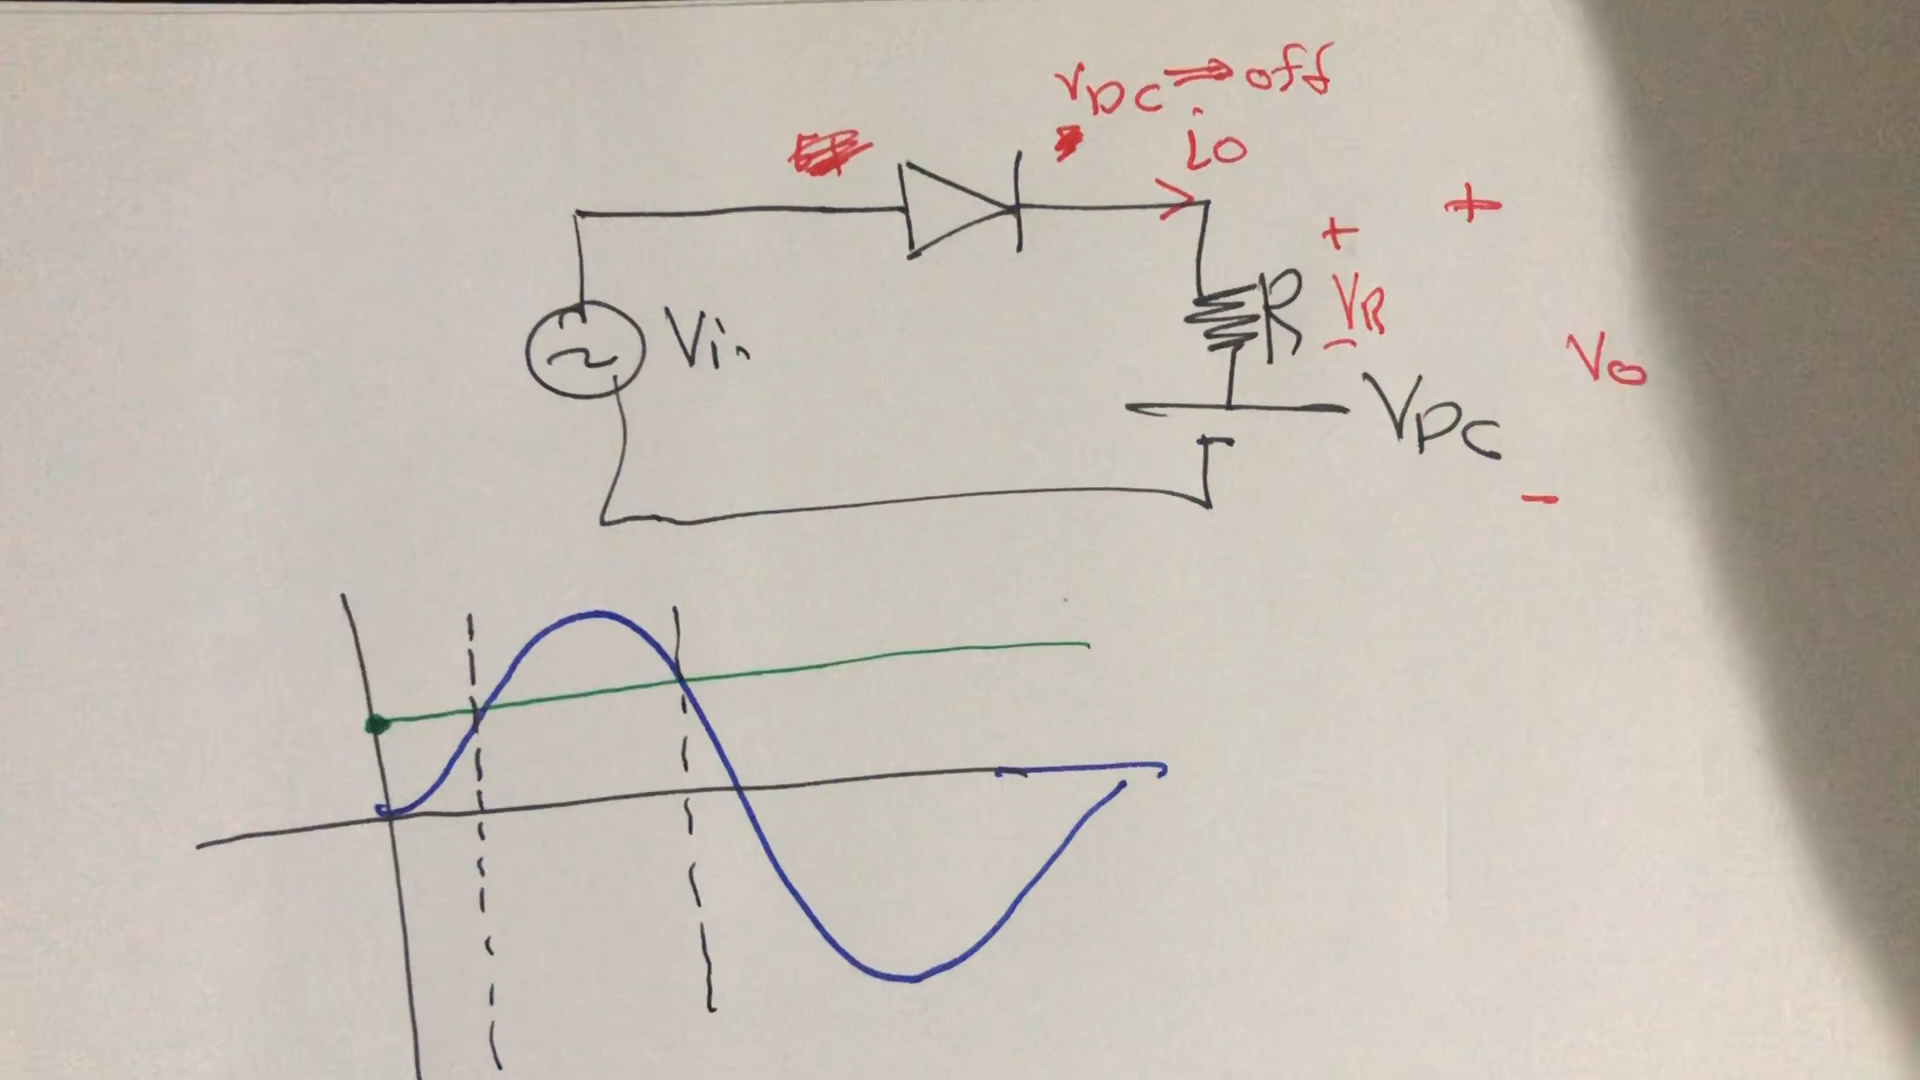 VDC ⇒ off
io
+
+
Vin
R
VR
-
Vo
VDC
-